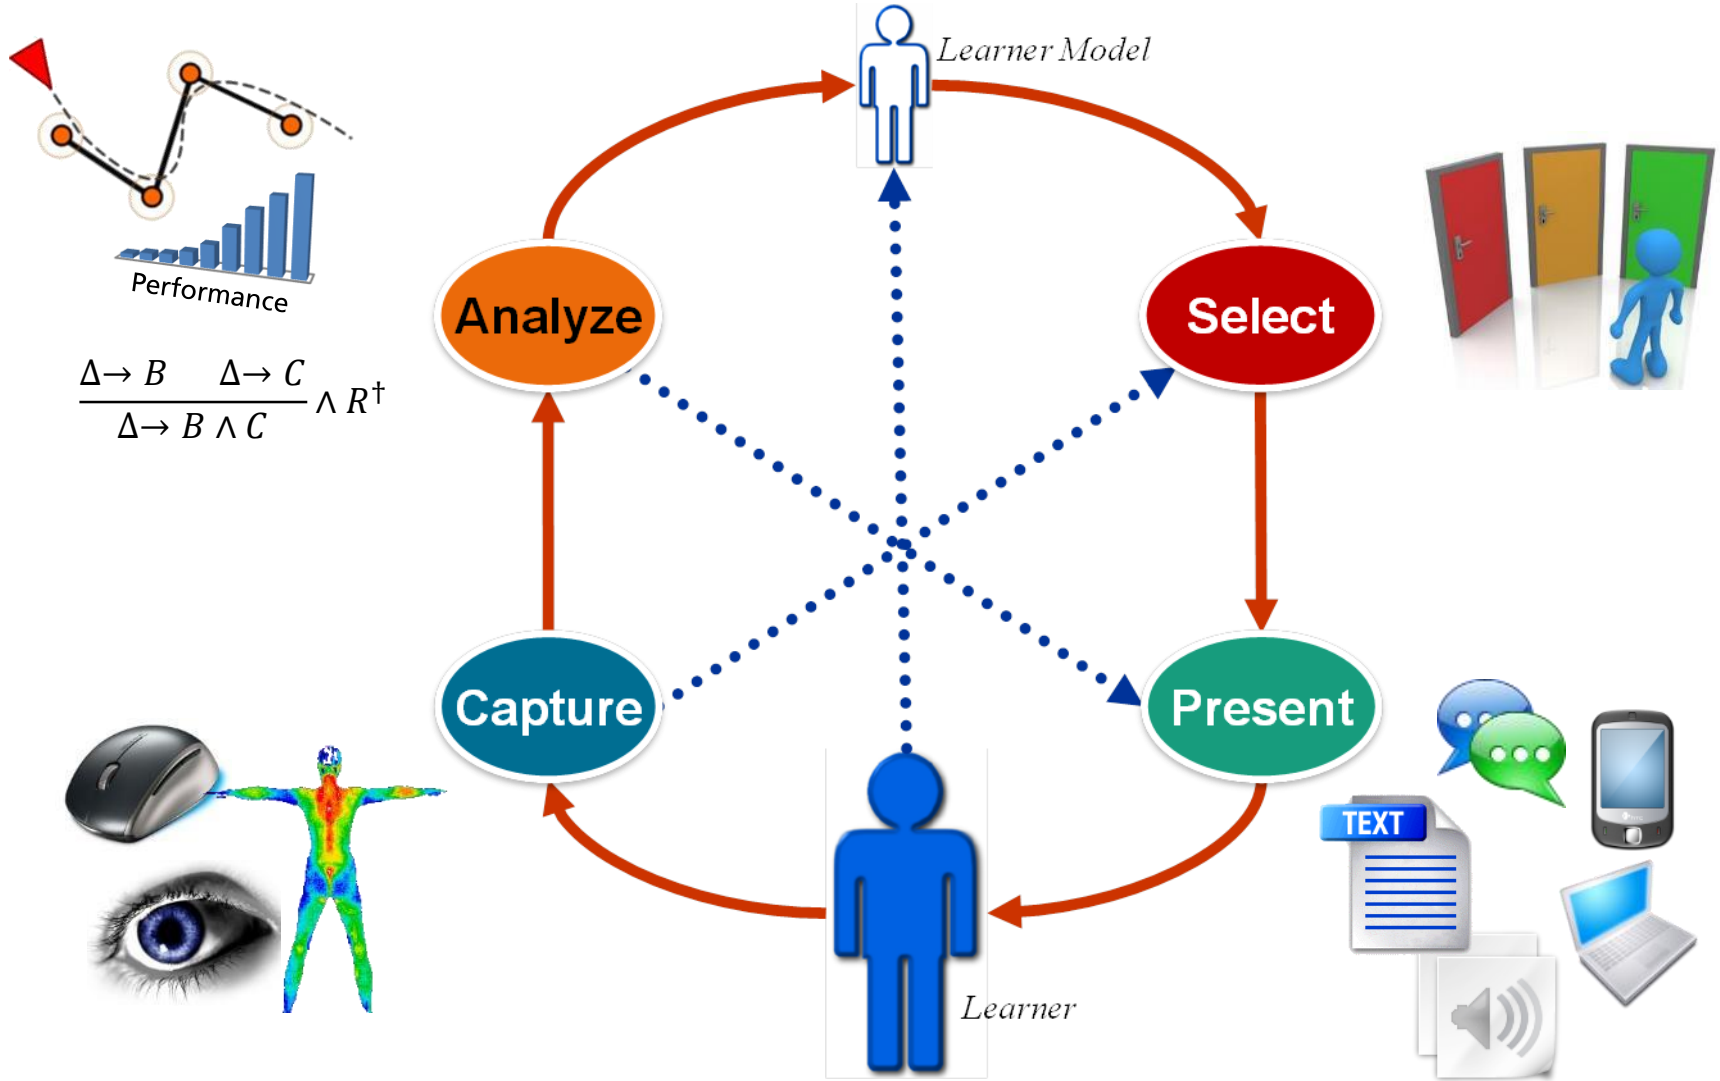 Learner Model
Performance
Δ→ B Δ→ C
Δ→ B ∧ C
∧ R†
Analyze
Select
Capture
Present
TEXT
Learner